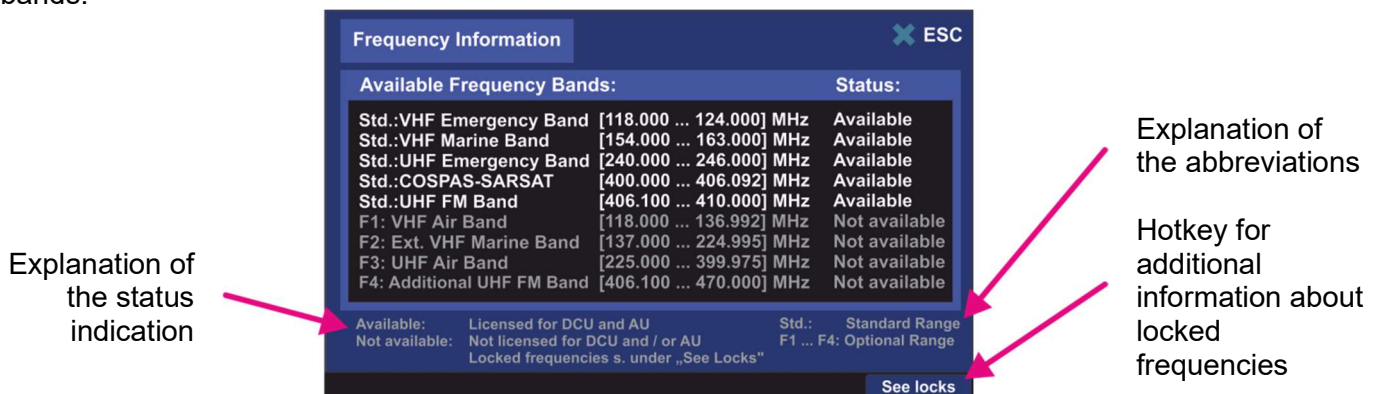 bands.
Frequency Information
ESC
Available Frequency Bands: Status:
Std.:VHF Emergency Band [118.000 ... 124.000] MHz Available
Std.:VHF Marine Band [154.000 ... 163.000] MHz Available
Std.:UHF Emergency Band [240.000 ... 246.000] MHz Available
Std.:COSPAS-SARSAT [400.000 ... 406.092] MHz Available
Std.:UHF FM Band [406.100 ... 410.000] MHz Available
F1: VHF Air Band [118.000 ... 136.992] MHz Not available
F2: Ext. VHF Marine Band [137.000 ... 224.995] MHz Not available
F3: UHF Air Band [225.000 ... 399.975] MHz Not available
F4: Additional UHF FM Band [406.100 ... 470.000] MHz Not available
Available: Licensed for DCU and AU Std.: Standard Range
Not available: Not licensed for DCU and / or AU F1 ... F4: Optional Range
Locked frequencies s. under „See Locks"
See locks
Explanation of
the status
indication
Explanation of
the abbreviations
Hotkey for
additional
information about
locked
frequencies